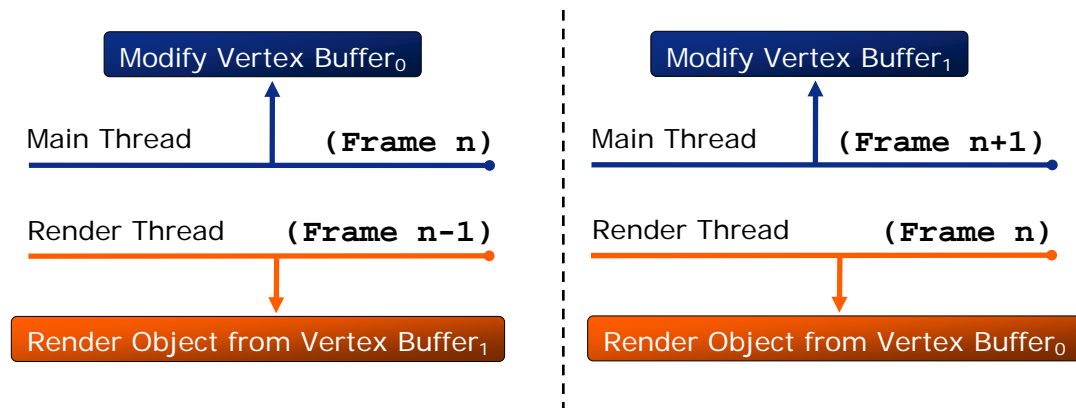 Modify Vertex Buffer₀
Main Thread (Frame n)
Render Thread (Frame n-1)
Render Object from Vertex Buffer₁
Modify Vertex Buffer₁
Main Thread (Frame n+1)
Render Thread (Frame n)
Render Object from Vertex Buffer₀